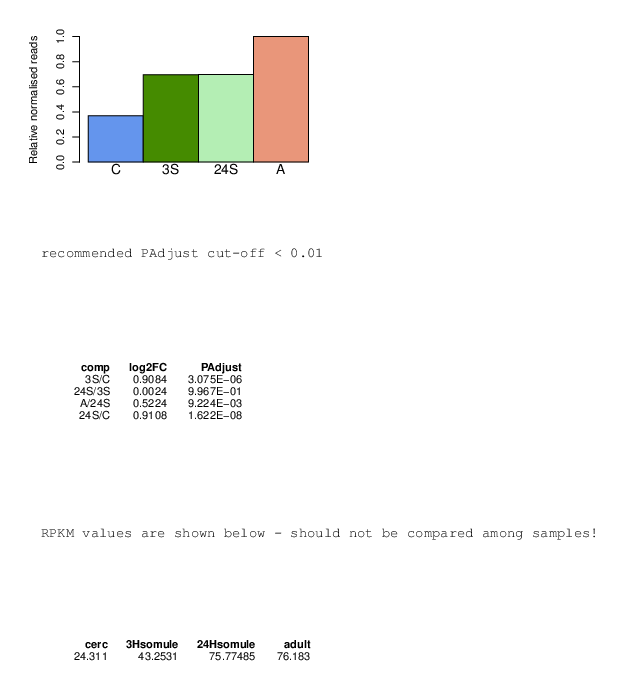 Relative normalised reads
1.0
0.8
0.6
0.4
0.2
0.0
C 3S 24S A
recommended PAdjust cut-off < 0.01
comp log2FC PAdjust
3S/C 0.9084 3.075E−06
24S/3S 0.0024 9.967E−01
A/24S 0.5224 9.224E−03
24S/C 0.9108 1.622E−08
RPKM values are shown below - should not be compared among samples!
cerc 3Hsomule 24Hsomule adult
24.311 43.2531 75.77485 76.183